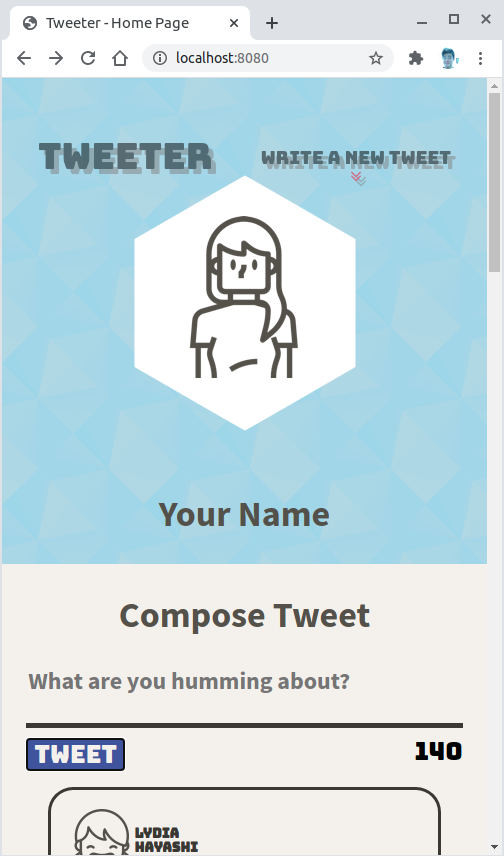 Tweeter - Home Page
localhost:8080
TWEETER
WRITE A NEW TWEET
Your Name
Compose Tweet
What are you humming about?
TWEET
140
LYDIA
HAYASHI